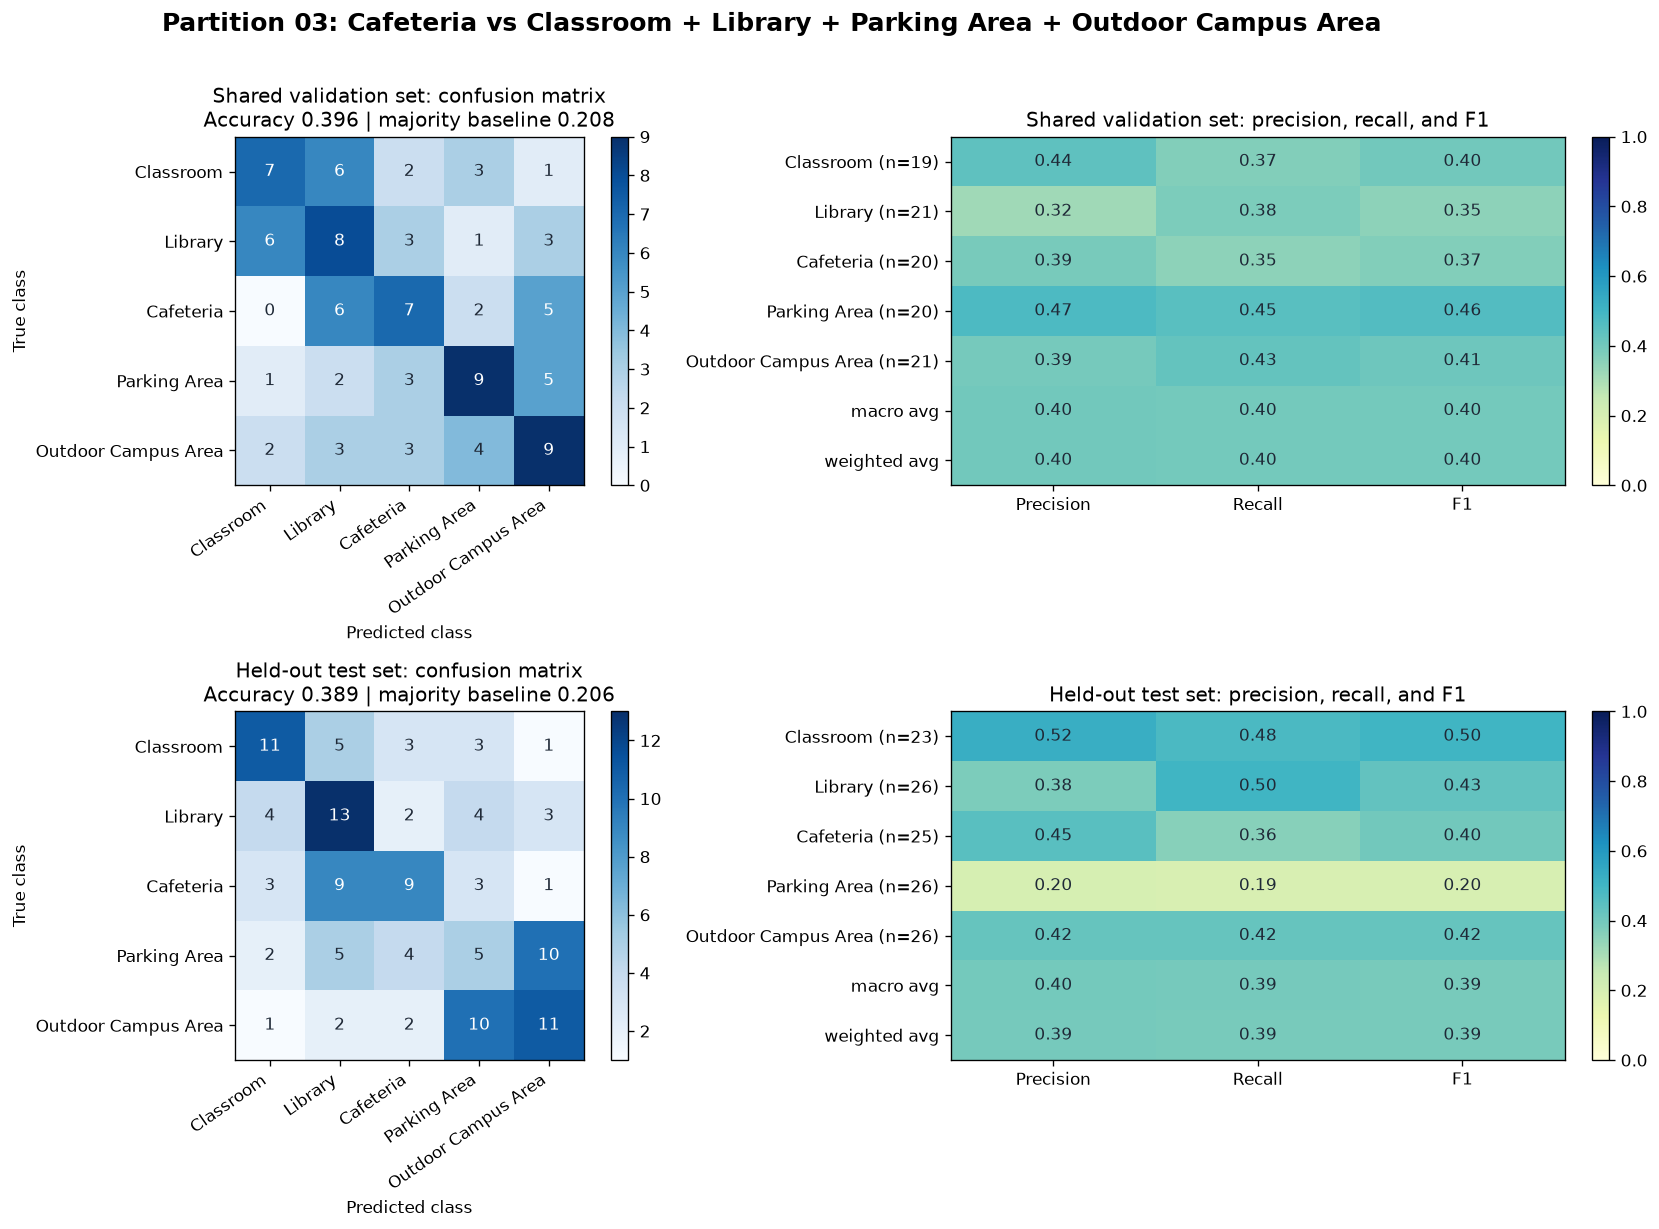 Partition 03: Cafeteria vs Classroom + Library + Parking Area + Outdoor Campus Area
Shared validation set: confusion matrix
Accuracy 0.396 | majority baseline 0.208
True class
Classroom 7 6 2 3 1
Library 6 8 3 1 3
Cafeteria 0 6 7 2 5
Parking Area 1 2 3 9 5
Outdoor Campus Area 2 3 3 4 9
Classroom Library Cafeteria Parking Area Outdoor Campus Area
Predicted class
9
8
7
6
5
4
3
2
1
0
Shared validation set: precision, recall, and F1
Classroom (n=19) 0.44 0.37 0.40
Library (n=21) 0.32 0.38 0.35
Cafeteria (n=20) 0.39 0.35 0.37
Parking Area (n=20) 0.47 0.45 0.46
Outdoor Campus Area (n=21) 0.39 0.43 0.41
macro avg 0.40 0.40 0.40
weighted avg 0.40 0.40 0.40
Precision Recall F1
1.0
0.8
0.6
0.4
0.2
0.0
Held-out test set: confusion matrix
Accuracy 0.389 | majority baseline 0.206
True class
Classroom 11 5 3 3 1
Library 4 13 2 4 3
Cafeteria 3 9 9 3 1
Parking Area 2 5 4 5 10
Outdoor Campus Area 1 2 2 10 11
Classroom Library Cafeteria Parking Area Outdoor Campus Area
Predicted class
12
10
8
6
4
2
Held-out test set: precision, recall, and F1
Classroom (n=23) 0.52 0.48 0.50
Library (n=26) 0.38 0.50 0.43
Cafeteria (n=25) 0.45 0.36 0.40
Parking Area (n=26) 0.20 0.19 0.20
Outdoor Campus Area (n=26) 0.42 0.42 0.42
macro avg 0.40 0.39 0.39
weighted avg 0.39 0.39 0.39
Precision Recall F1
1.0
0.8
0.6
0.4
0.2
0.0